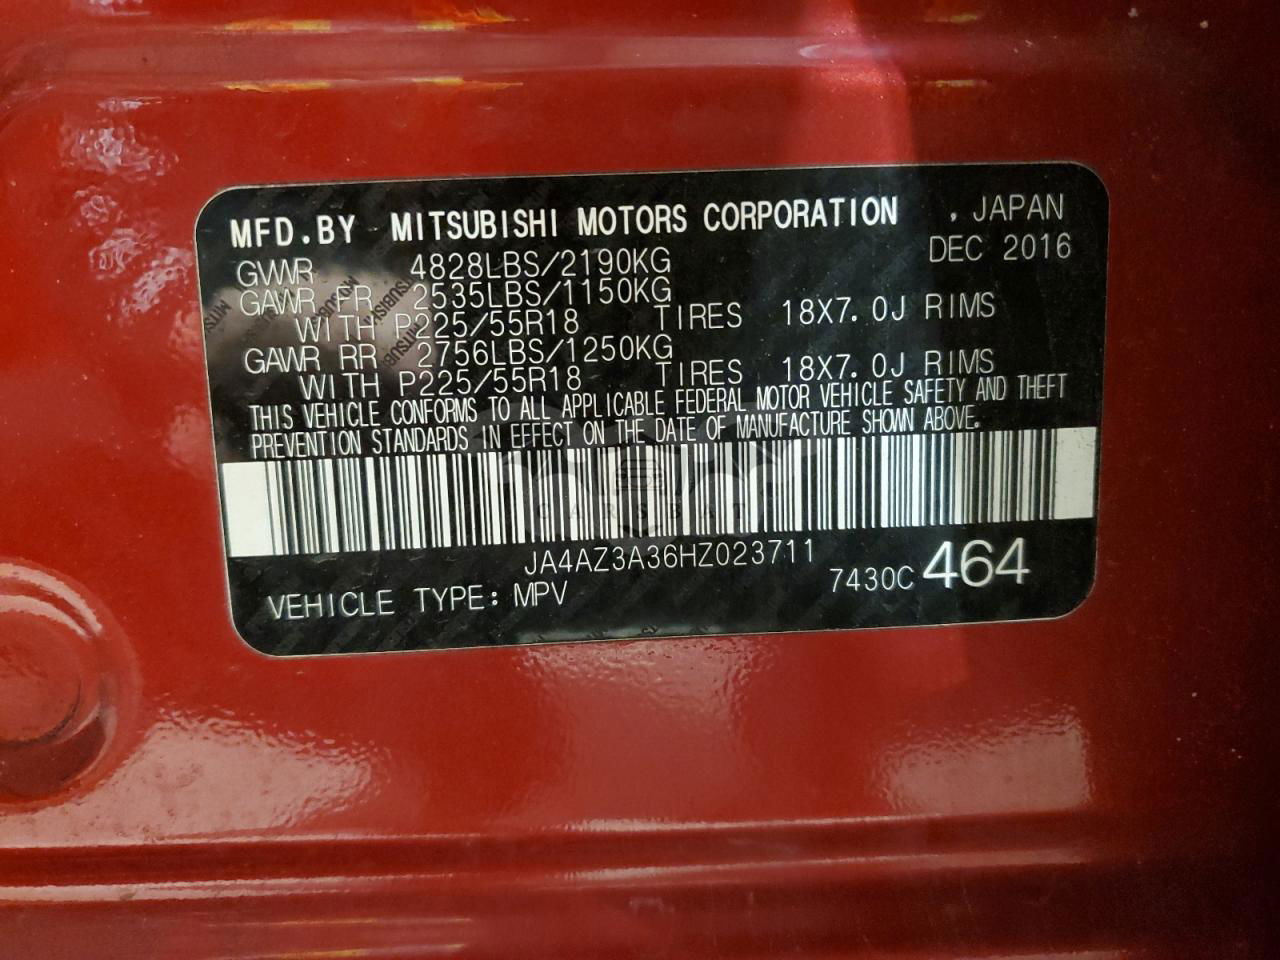 MFD.BY MITSUBISHI MOTORS CORPORATION , JAPAN
GVWR 4828LBS/2190KG DEC 2016
GAWR FR 2535LBS/1150KG
WITH P225/55R18 TIRES 18X7.0J RIMS
GAWR RR 2756LBS/1250KG
WITH P225/55R18 TIRES 18X7.0J RIMS
THIS VEHICLE CONFORMS TO ALL APPLICABLE FEDERAL MOTOR VEHICLE SAFETY AND THEFT
PREVENTION STANDARDS IN EFFECT ON THE DATE OF MANUFACTURE SHOWN ABOVE.
CARSBAT
JA4AZ3A36HZ023711
VEHICLE TYPE: MPV 7430C 464